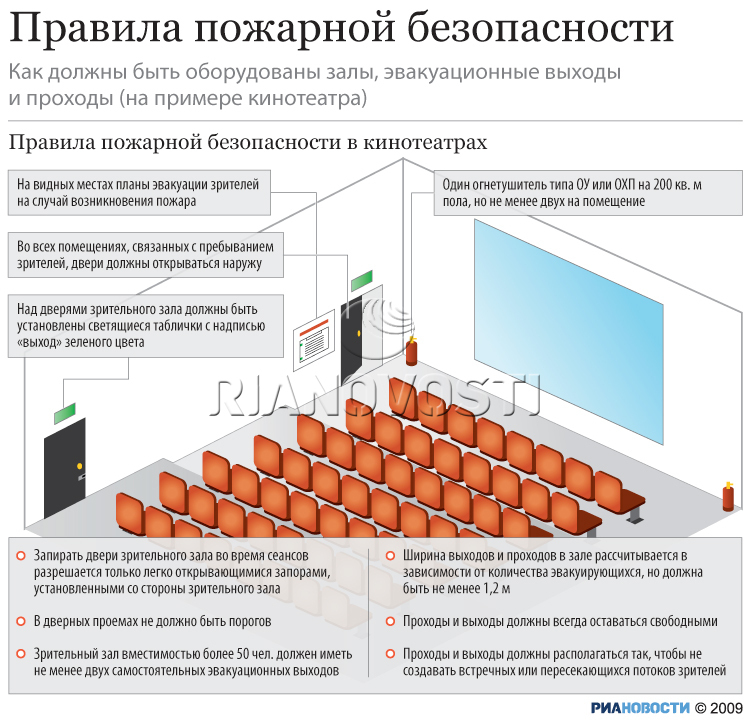 Правила пожарной безопасности
Как должны быть оборудованы залы, эвакуационные выходы
и проходы (на примере кинотеатра)
Правила пожарной безопасности в кинотеатрах
На видных местах планы эвакуации зрителей
на случай возникновения пожара
Один огнетушитель типа ОУ или ОХП на 200 кв. м
пола, но не менее двух на помещение
Во всех помещениях, связанных с пребыванием
зрителей, двери должны открываться наружу
Над дверями зрительного зала должны быть
установлены светящиеся таблички с надписью
«выход» зеленого цвета
RIANOVOSTI
Запирать двери зрительного зала во время сеансов
разрешается только легко открывающимися запорами,
установленными со стороны зрительного зала
В дверных проемах не должно быть порогов
Зрительный зал вместимостью более 50 чел. должен иметь
не менее двух самостоятельных эвакуационных выходов
Ширина выходов и проходов в зале рассчитывается в
зависимости от количества эвакуирующихся, но должна
быть не менее 1,2 м
Проходы и выходы должны всегда оставаться свободными
Проходы и выходы должны располагаться так, чтобы не
создавать встречных или пересекающихся потоков зрителей
РИАНОВОСТИ © 2009